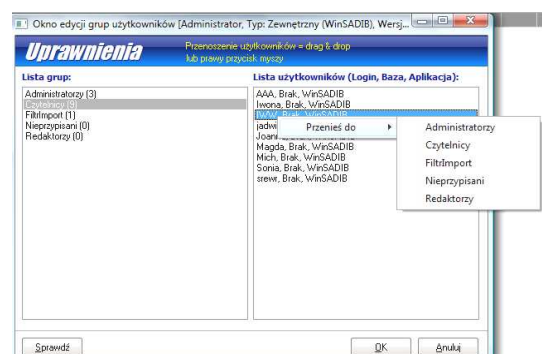 Okno edycji grup użytkowników [Administrator, Typ: Zewnętrzny (WinSADIB), Wersj...
Uprawnienia
Przenoszenie użytkowników = drag & drop
lub prawy przycisk myszy
Lista grup:
Administratorzy (3)
Czytelnicy (9)
FiltrImport (1)
Nieprzypisani (0)
Redaktorzy (0)
Lista użytkowników (Login, Baza, Aplikacja):
AAA, Brak, WinSADIB
Iwona, Brak, WinSADIB
IWW, Brak, WinSADIB
jadwi
Joan
Magda, Brak, WinSADIB
Mich, Brak, WinSADIB
Sonia, Brak, WinSADIB
srewr, Brak, WinSADIB
Przenieś do
Administratorzy
Czytelnicy
FiltrImport
Nieprzypisani
Redaktorzy
Sprawdź
OK
Anuluj